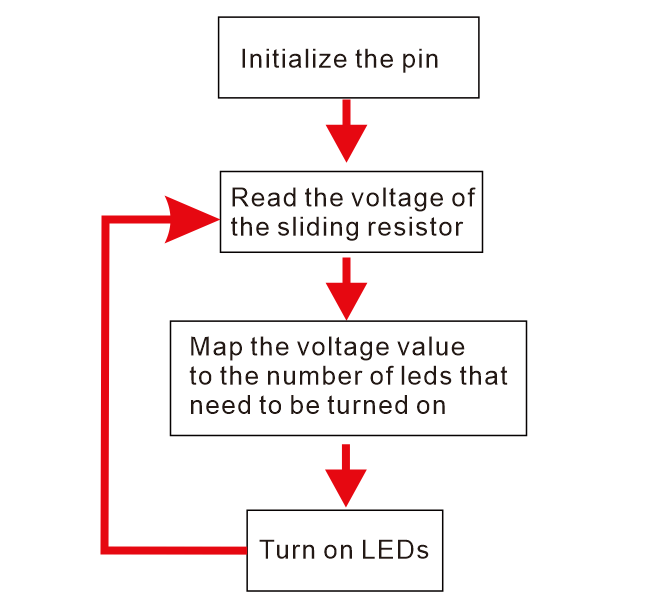 Initialize the pin
Read the voltage of
the sliding resistor
Map the voltage value
to the number of leds that
need to be turned on
Turn on LEDs